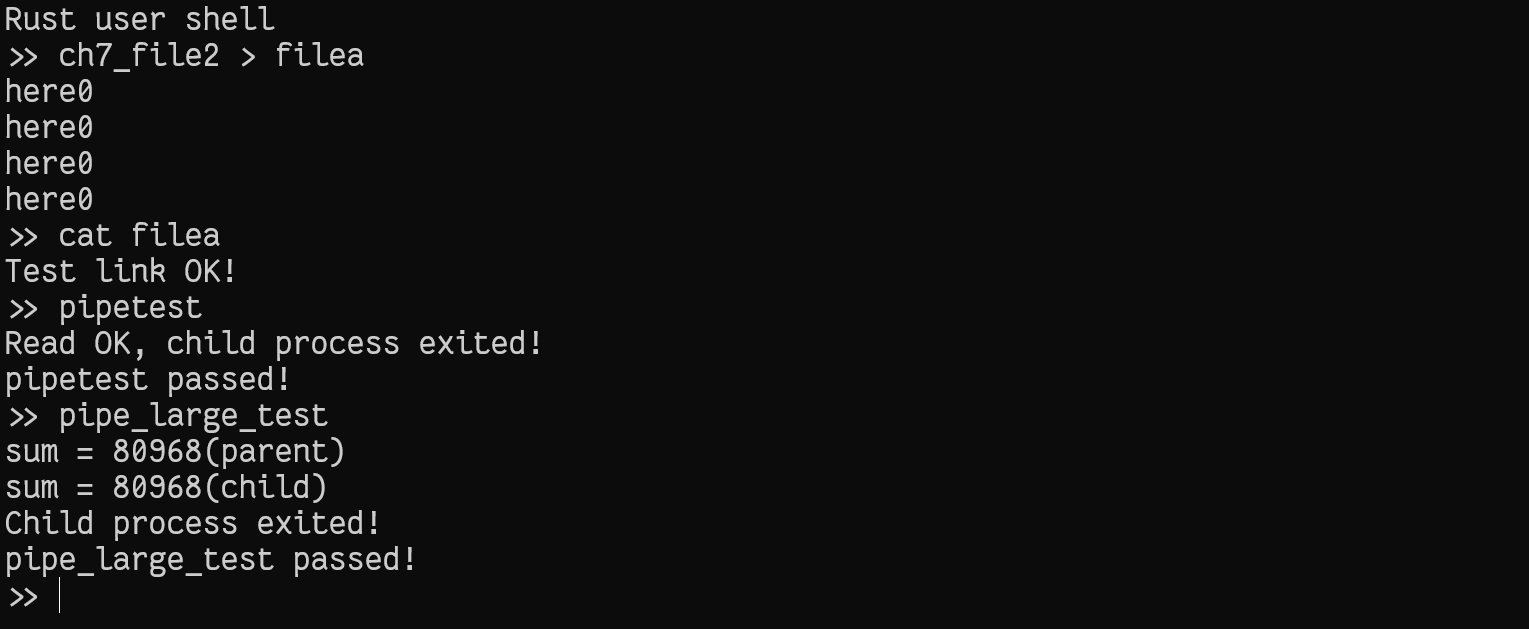 Rust user shell
>> ch7_file2 > filea
here0
here0
here0
here0
>> cat filea
Test link OK!
>> pipetest
Read OK, child process exited!
pipetest passed!
>> pipe_large_test
sum = 80968(parent)
sum = 80968(child)
Child process exited!
pipe_large_test passed!
>>